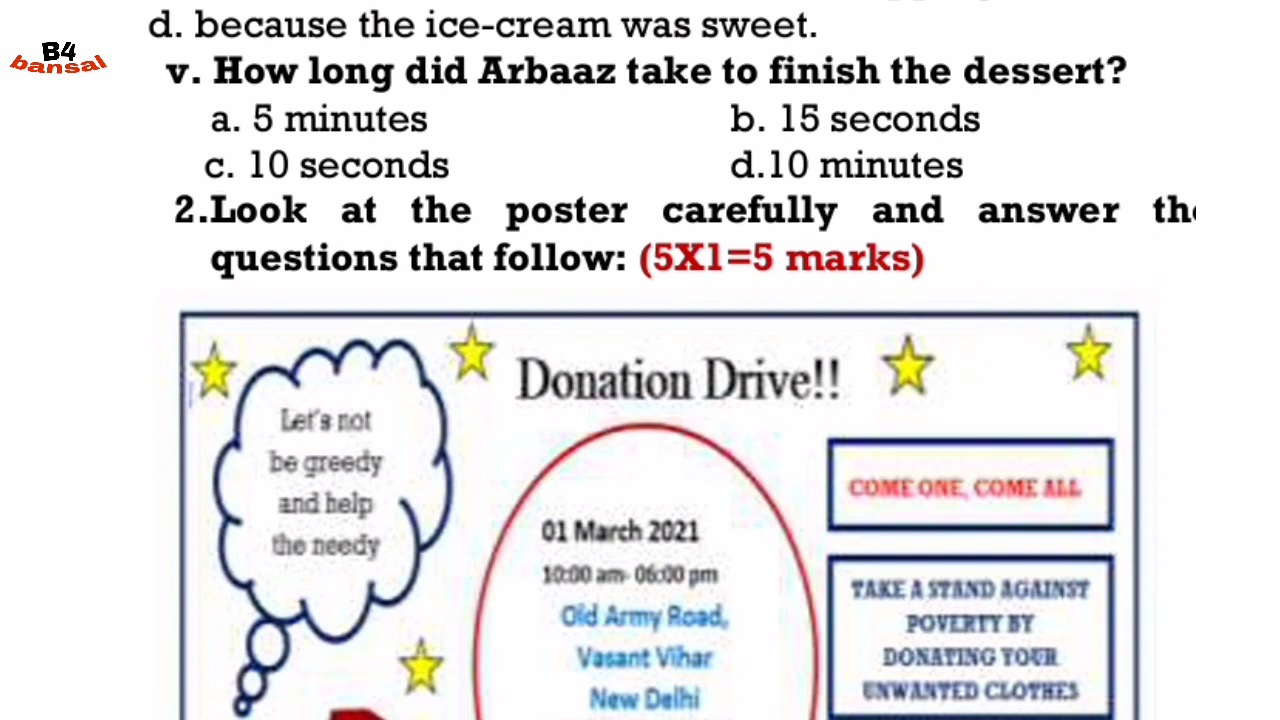 d. because the ice-cream was sweet.
B4
bansal
v. How long did Arbaaz take to finish the dessert?
a. 5 minutes b. 15 seconds
c. 10 seconds d.10 minutes
2.Look at the poster carefully and answer the
questions that follow: (5X1=5 marks)
Donation Drive!!
Let's not
be greedy
and help
the needy
01 March 2021
10:00 am- 06:00 pm
Old Army Road,
Vasant Vihar
New Delhi
COME ONE, COME ALL
TAKE A STAND AGAINST
POVERTY BY
DONATING YOUR
UNWANTED CLOTHES